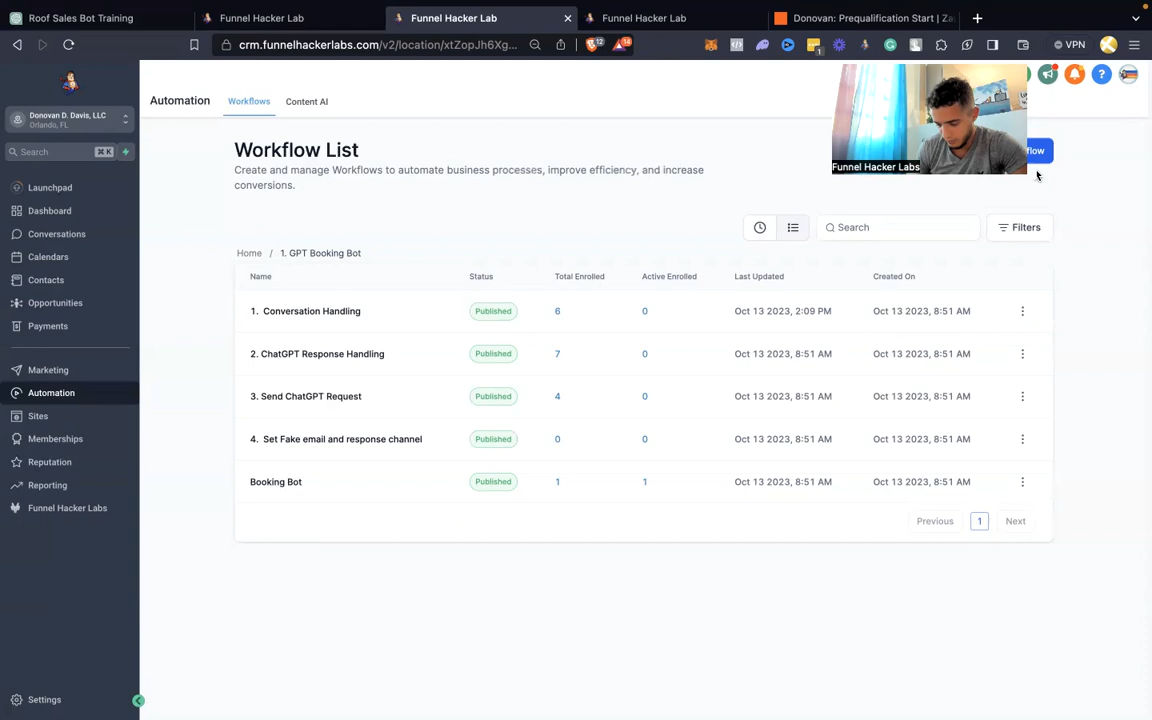 Roof Sales Bot Training
Funnel Hacker Lab
Funnel Hacker Lab
Funnel Hacker Lab
Donovan: Prequalification Start | Za
crm.funnelhackerlabs.com/v2/location/xtZopJh6Xg...
12
14
1
VPN
Donovan D. Davis, LLC
Orlando, FL
Search
⌘ K
Launchpad
Dashboard
Conversations
Calendars
Contacts
Opportunities
Payments
Marketing
Automation
Sites
Memberships
Reputation
Reporting
Funnel Hacker Labs
Settings
Automation
Workflows
Content AI
Funnel Hacker Labs
Workflow List
flow
Create and manage Workflows to automate business processes, improve efficiency, and increase
conversions.
Search
Filters
Home / 1. GPT Booking Bot
Name Status Total Enrolled Active Enrolled Last Updated Created On
1. Conversation Handling Published 6 0 Oct 13 2023, 2:09 PM Oct 13 2023, 8:51 AM
2. ChatGPT Response Handling Published 7 0 Oct 13 2023, 8:51 AM Oct 13 2023, 8:51 AM
3. Send ChatGPT Request Published 4 0 Oct 13 2023, 8:51 AM Oct 13 2023, 8:51 AM
4. Set Fake email and response channel Published 0 0 Oct 13 2023, 8:51 AM Oct 13 2023, 8:51 AM
Booking Bot Published 1 1 Oct 13 2023, 8:51 AM Oct 13 2023, 8:51 AM
Previous 1 Next